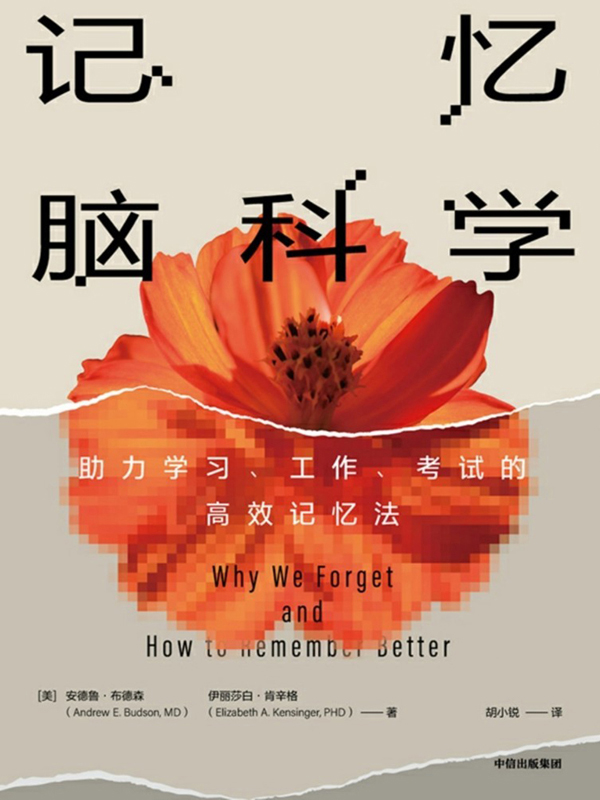 记忆
脑科学
助力学习、工作、考试的
高效记忆法
Why We Forget
and
How to Remember Better
[美] 安德鲁·布德森 伊丽莎白·肯辛格
（Andrew E. Budson, MD）（Elizabeth A. Kensinger, PHD）——著 胡小锐 —— 译
中信出版集团